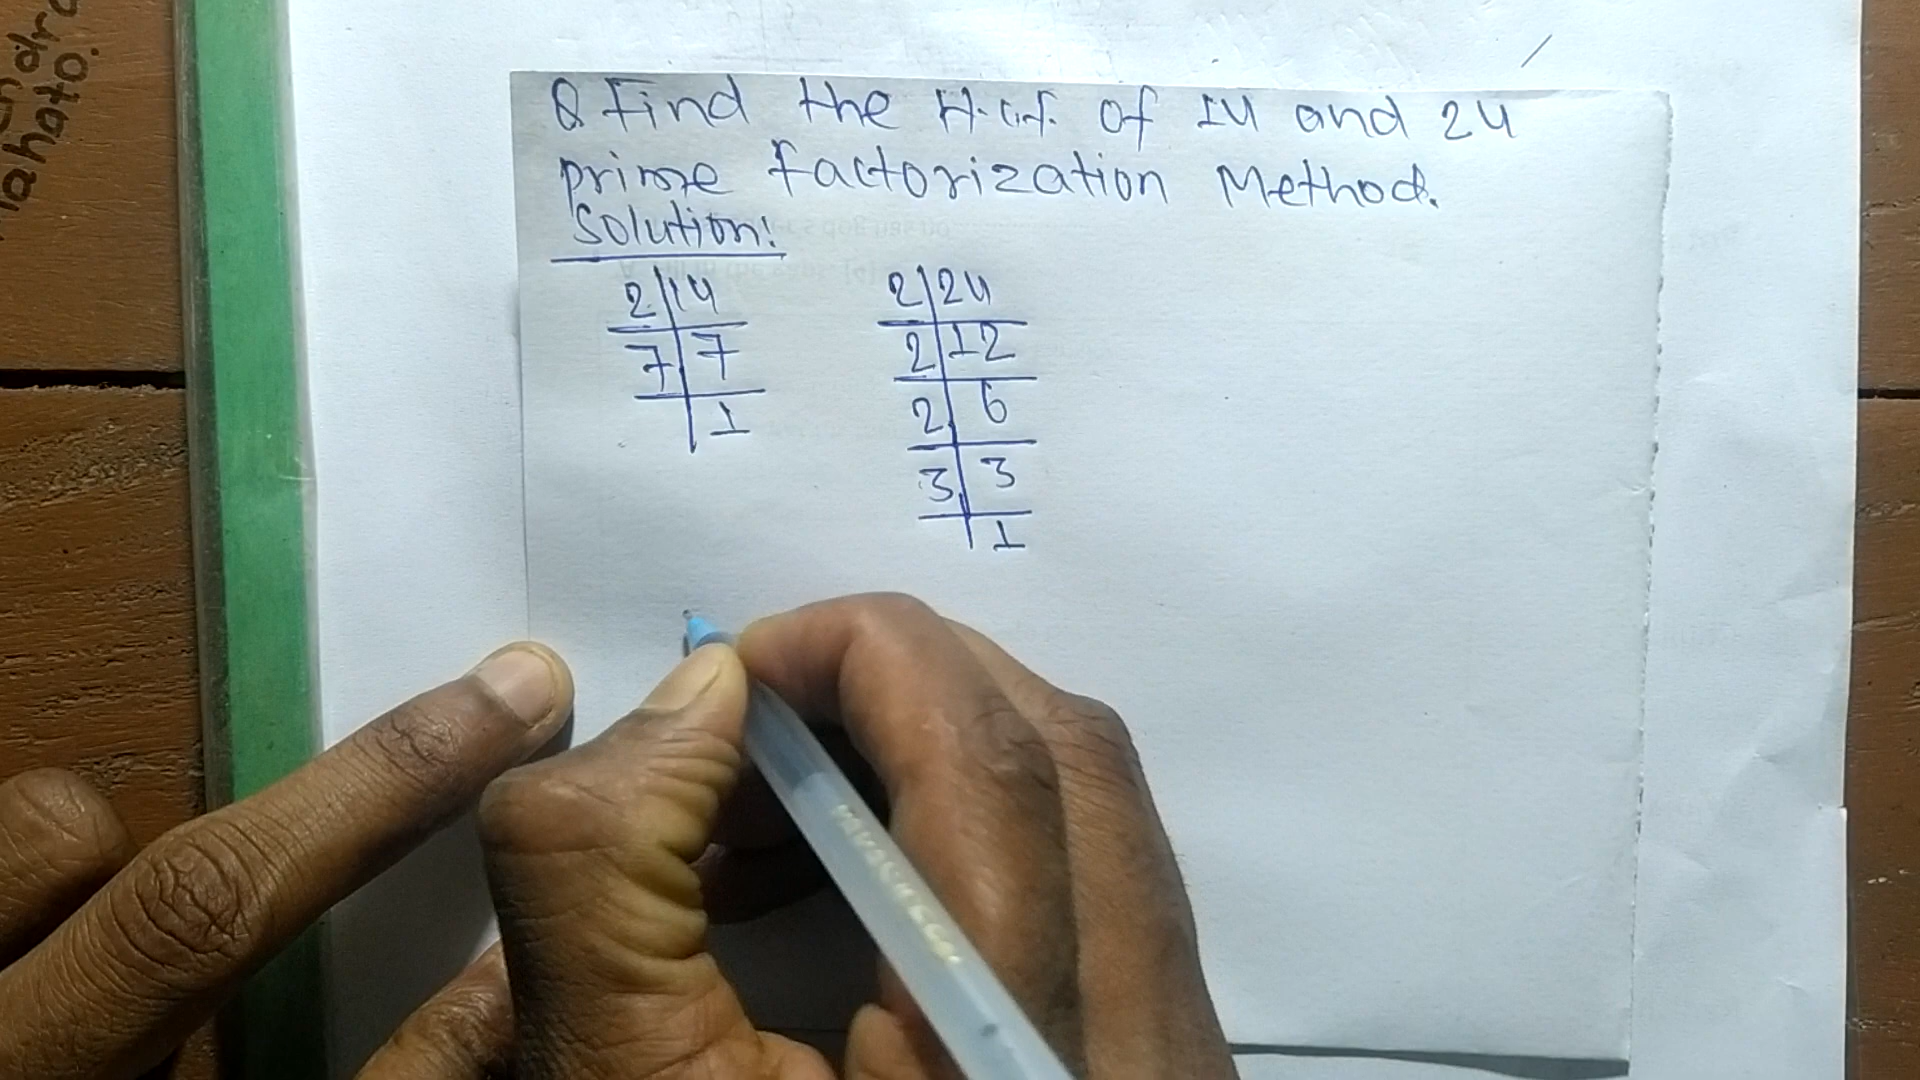 Q Find the H.C.F. of 14 and 24
prime factorization Method.
Solution:
2 14
7 7
1
2 24
2 12
2 6
3 3
1